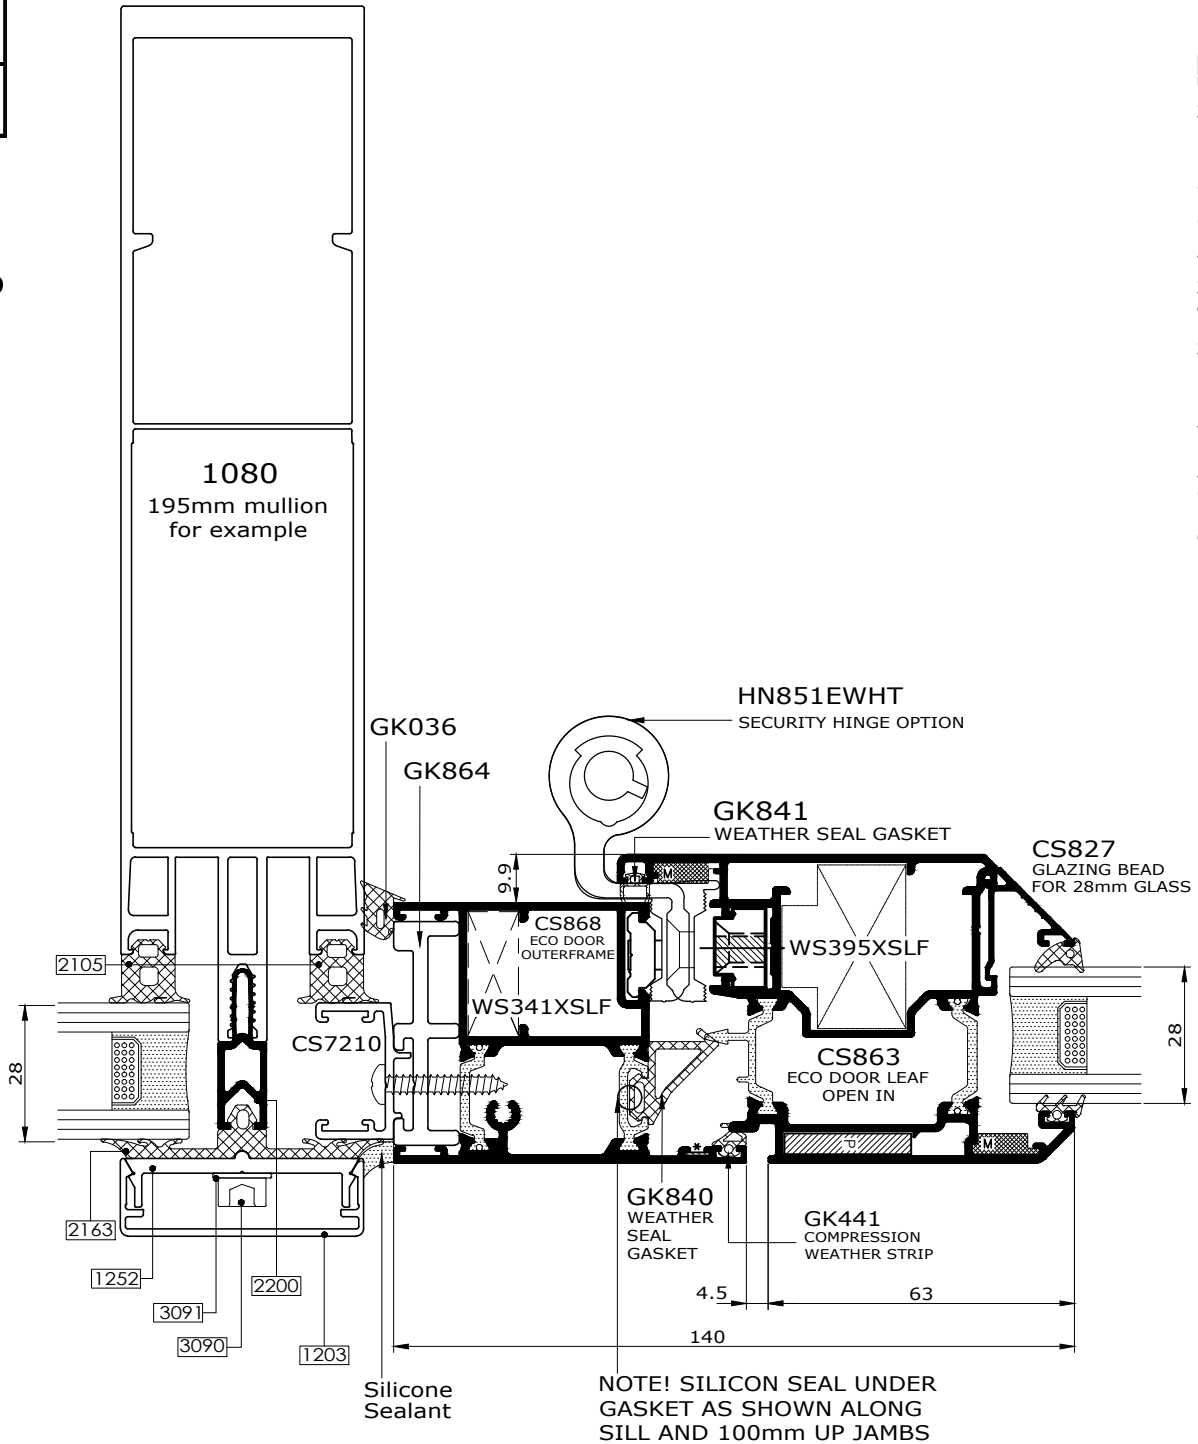 1080
195mm mullion
for example
HN851EWHT
SECURITY HINGE OPTION
GK036
GK864
GK841
WEATHER SEAL GASKET
CS827
GLAZING BEAD
FOR 28mm GLASS
9.9
M
CS868
ECO DOOR
OUTERFRAME
WS395XSLF
2105
WS341XSLF
CS7210
28
CS863
ECO DOOR LEAF
OPEN IN
28
*
P
M
GK840
WEATHER
SEAL
GASKET
GK441
COMPRESSION
WEATHER STRIP
2163
1252
2200
3091
3090
1203
4.5
63
140
Silicone
Sealant
NOTE! SILICON SEAL UNDER
GASKET AS SHOWN ALONG
SILL AND 100mm UP JAMBS